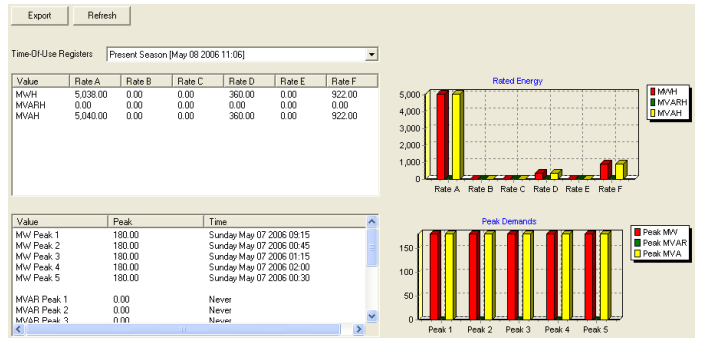 Export Refresh
Time-Of-Use Registers Present Season [May 08 2006 11:06]
Value Rate A Rate B Rate C Rate D Rate E Rate F
MWH 5,038.00 0.00 0.00 360.00 0.00 922.00
MVARH 0.00 0.00 0.00 0.00 0.00 0.00
MVAH 5,040.00 0.00 0.00 360.00 0.00 922.00
Rated Energy
5,000
4,000
3,000
2,000
1,000
0
Rate A Rate B Rate C Rate D Rate E Rate F
MWH
MVARH
MVAH
Value Peak Time
MW Peak 1 180.00 Sunday May 07 2006 09:15
MW Peak 2 180.00 Sunday May 07 2006 00:45
MW Peak 3 180.00 Sunday May 07 2006 01:15
MW Peak 4 180.00 Sunday May 07 2006 02:00
MW Peak 5 180.00 Sunday May 07 2006 00:30
MVAR Peak 1 0.00 Never
MVAR Peak 2 0.00 Never
MVAR Peak 3 0.00 Never
Peak Demands
150
100
50
0
Peak 1 Peak 2 Peak 3 Peak 4 Peak 5
Peak MW
Peak MVAR
Peak MVA